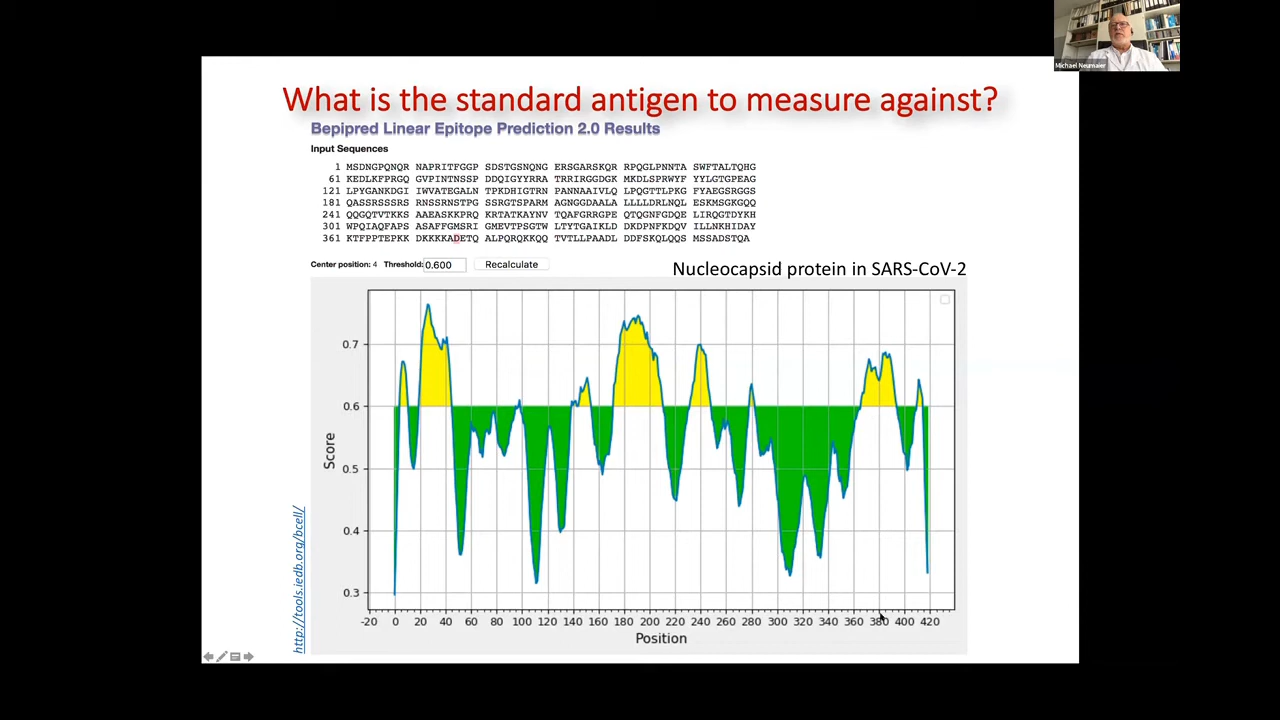 Michael Neumaier
What is the standard antigen to measure against?
Bepipred Linear Epitope Prediction 2.0 Results
Input Sequences
1 MSDNGPQNQR NAPRITFGGP SDSTGSNQNG ERSGARSKQR RPQGLPNNTA SWFTALTQHG
61 KEDLKFPRGQ GVPINTNSSP DDQIGYYRRA TRRIRGGDGK MKDLSPRWYF YYLGTGPEAG
121 LPYGANKDGI IWVATEGALN TPKDHIGTRN PANNAAIVLQ LPQGTTLPKG FYAEGSRGGS
181 QASSRSSSRS RNSSRNSTPG SSRGTSPARM AGNGGDAALA LLLLDRLNQL ESKMSGKGQQ
241 QQGQTVTKKS AAEASKKPRQ KRTATKAYNV TQAFGRRGPE QTQGNFGDQE LIRQGTDYKH
301 WPQIAQFAPS ASAFFGMSRI GMEVTPSGTW LTYTGAIKLD DKDPNFKDQV ILLNKHIDAY
361 KTFPPTEPKK DKKKKADETQ ALPQRQKKQQ TVTLLPAADL DDFSKQLQQS MSSADSTQA
Center position: 4 Threshold: 0.600 Recalculate
Nucleocapsid protein in SARS-CoV-2
0.7
0.6
0.5
0.4
0.3
Score
-20 0 20 40 60 80 100 120 140 160 180 200 220 240 260 280 300 320 340 360 380 400 420
Position
http://tools.iedb.org/bcell/